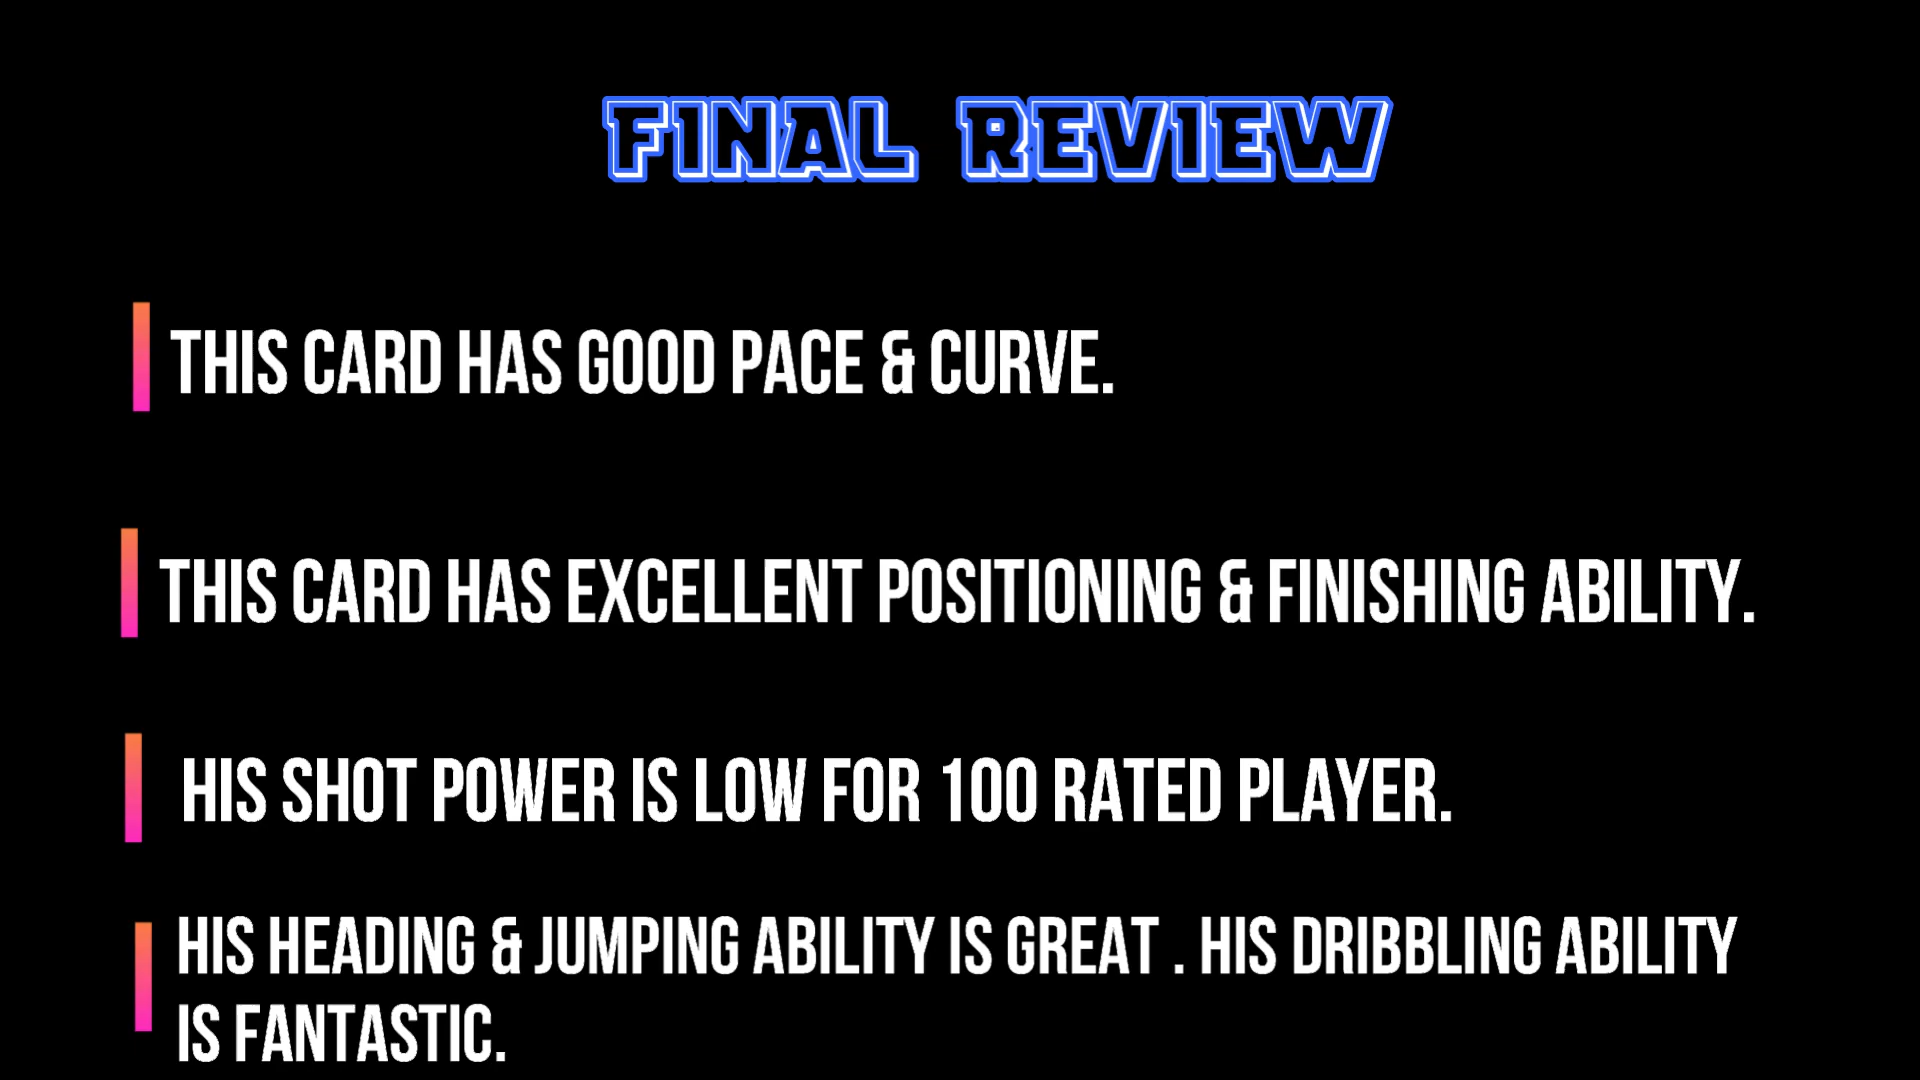 FINAL REVIEW
THIS CARD HAS GOOD PACE & CURVE.
THIS CARD HAS EXCELLENT POSITIONING & FINISHING ABILITY.
HIS SHOT POWER IS LOW FOR 100 RATED PLAYER.
HIS HEADING & JUMPING ABILITY IS GREAT . HIS DRIBBLING ABILITY
IS FANTASTIC.